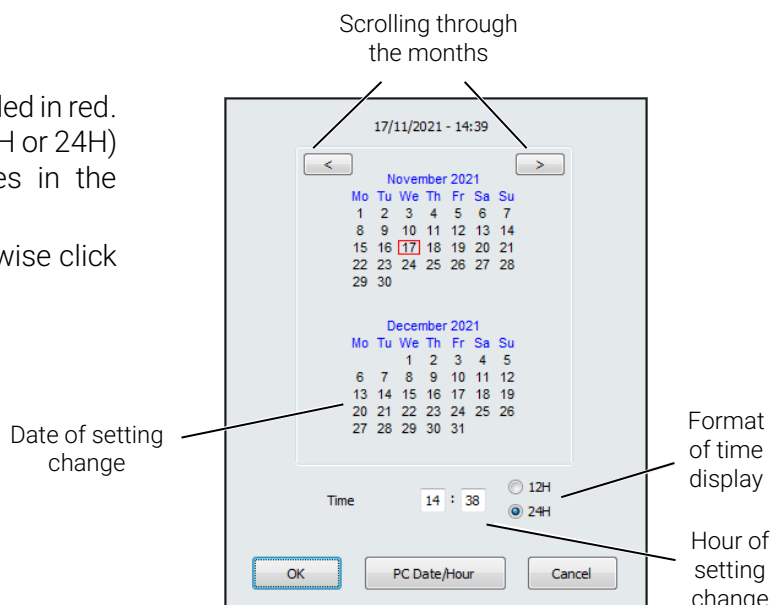 Scrolling through
the months
led in red.
H or 24H)
es in the
wise click
17/11/2021 - 14:39
< >
November 2021
Mo Tu We Th Fr Sa Su
1 2 3 4 5 6 7
8 9 10 11 12 13 14
15 16 17 18 19 20 21
22 23 24 25 26 27 28
29 30
December 2021
Mo Tu We Th Fr Sa Su
1 2 3 4 5
6 7 8 9 10 11 12
13 14 15 16 17 18 19
20 21 22 23 24 25 26
27 28 29 30 31
Date of setting
change
Format
of time
display
Time 14 : 38
12H
24H
Hour of
setting
change
OK PC Date/Hour Cancel